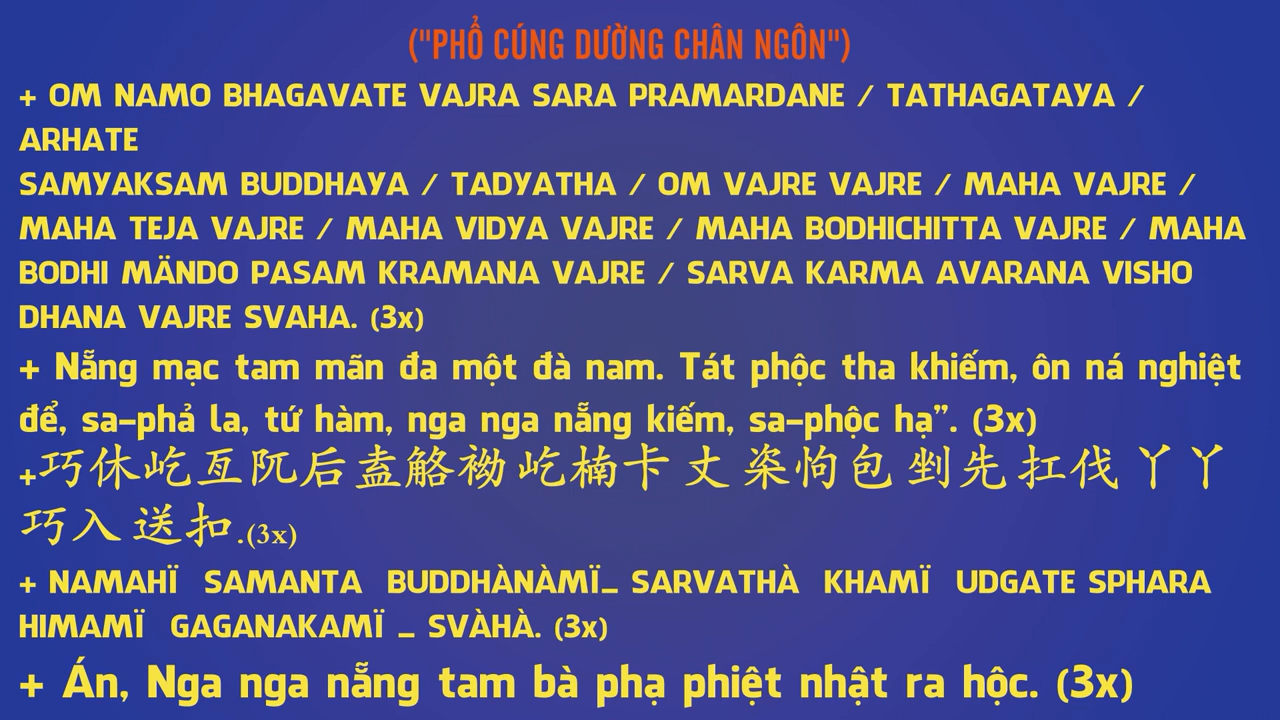 ("PHỔ CÚNG DƯỜNG CHÂN NGÔN")
+ OM NAMO BHAGAVATE VAJRA SARA PRAMARDANE / TATHAGATAYA /
ARHATE
SAMYAKSAM BUDDHAYA / TADYATHA / OM VAJRE VAJRE / MAHA VAJRE /
MAHA TEJA VAJRE / MAHA VIDYA VAJRE / MAHA BODHICHITTA VAJRE / MAHA
BODHI MÄNDO PASAM KRAMANA VAJRE / SARVA KARMA AVARANA VISHO
DHANA VAJRE SVAHA. (3x)
+ Nẵng mạc tam mãn đa một đà nam. Tát phộc tha khiếm, ôn ná nghiệt
để, sa-phả la, tứ hàm, nga nga nẵng kiếm, sa-phộc hạ”. (3x)
+巧休屹亙阢后盍觡袎屹楠卡丈 桼怐包 剉先扛伐 丫丫
巧入送扣.(3x)
+ NAMAHÏ SAMANTA BUDDHÀNÀMÏ_ SARVATHÀ KHAMÏ UDGATE SPHARA
HIMAMÏ GAGANAKAMÏ _ SVÀHÀ. (3x)
+ Án, Nga nga nẵng tam bà phạ phiệt nhật ra hộc. (3x)